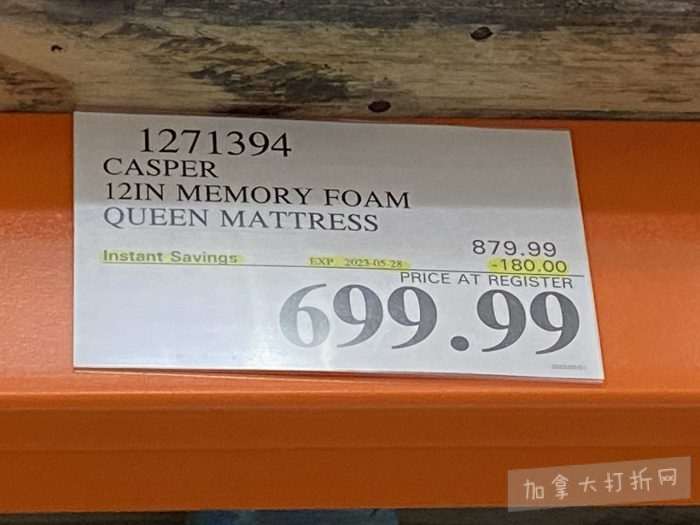 1271394
CASPER
12IN MEMORY FOAM
QUEEN MATTRESS
879.99
Instant Savings EXP 2023-05-28 -180.00
PRICE AT REGISTER
699.99
加拿大打折网